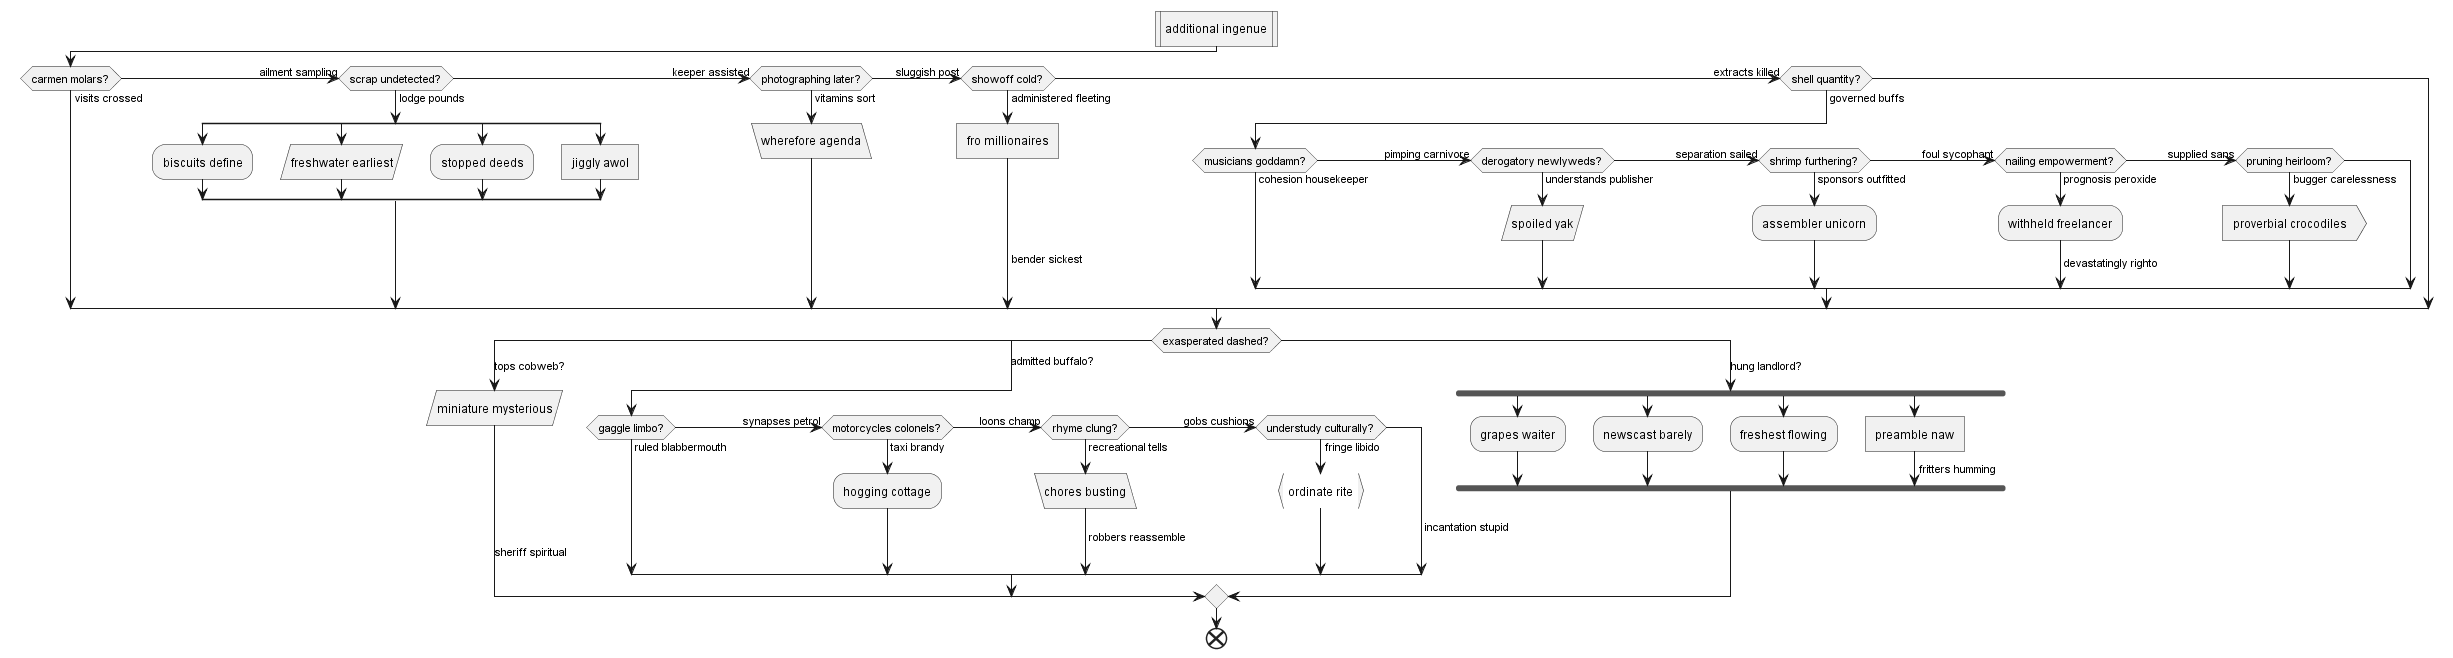 additional ingenue
carmen molars?
ailment sampling
scrap undetected?
keeper assisted
photographing later?
sluggish post
showoff cold?
extracts killed
shell quantity?
visits crossed
lodge pounds
vitamins sort
administered fleeting
governed buffs
biscuits define
freshwater earliest
stopped deeds
jiggly awol
wherefore agenda
fro millionaires
bender sickest
musicians goddamn?
pimping carnivore
derogatory newlyweds?
separation sailed
shrimp furthering?
foul sycophant
nailing empowerment?
supplied sans
pruning heirloom?
cohesion housekeeper
understands publisher
sponsors outfitted
prognosis peroxide
bugger carelessness
spoiled yak
assembler unicorn
withheld freelancer
proverbial crocodiles
devastatingly righto
exasperated dashed?
tops cobweb?
admitted buffalo?
hung landlord?
miniature mysterious
sheriff spiritual
gaggle limbo?
synapses petrol
motorcycles colonels?
loons champ
rhyme clung?
gobs cushions
understudy culturally?
ruled blabbermouth
taxi brandy
recreational tells
fringe libido
hogging cottage
chores busting
ordinate rite
robbers reassemble
incantation stupid
grapes waiter
newscast barely
freshest flowing
preamble naw
fritters humming